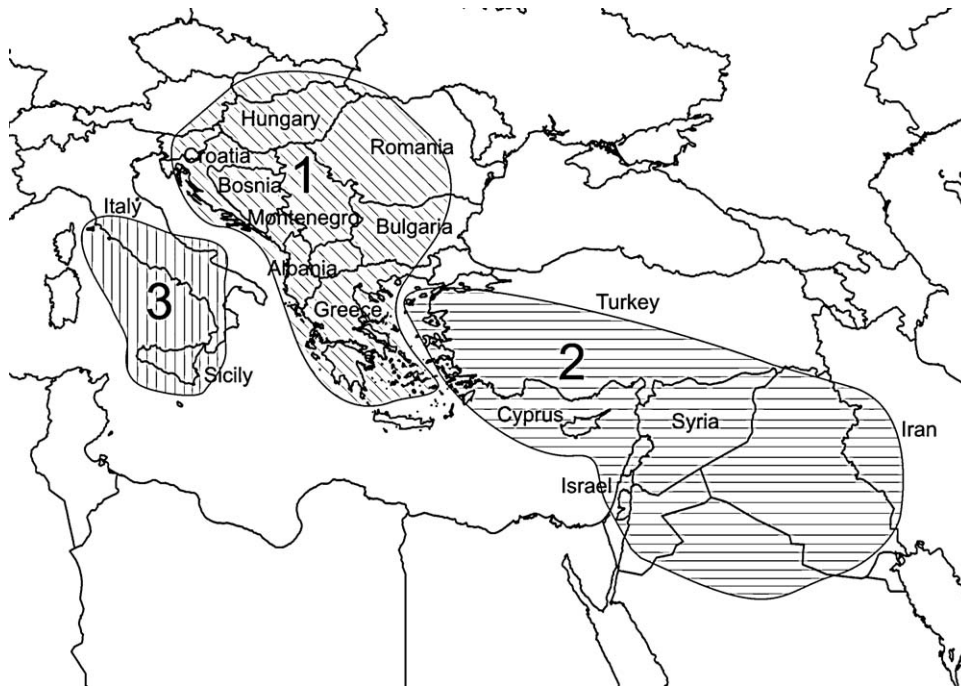 Hungary
Romania
Croatia
1
Bosnia
Italy
Montenegro
Bulgaria
Albania
3
Greece
Turkey
2
Sicily
Cyprus
Syria
Iran
Israel